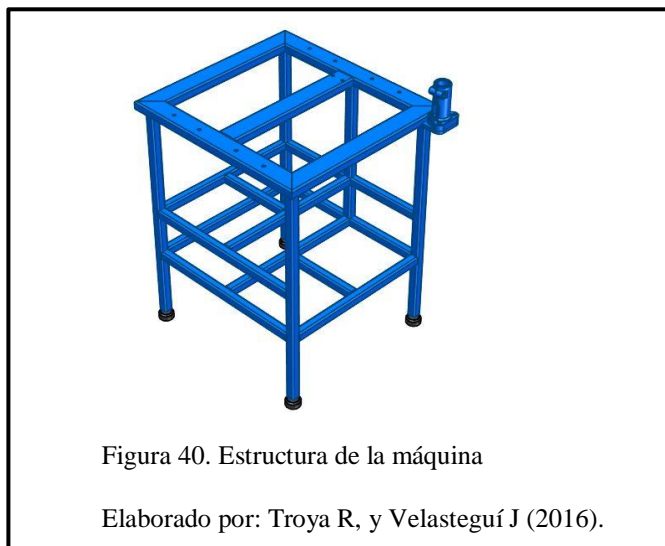 Figura 40. Estructura de la máquina
Elaborado por: Troya R, y Velasteguí J (2016).